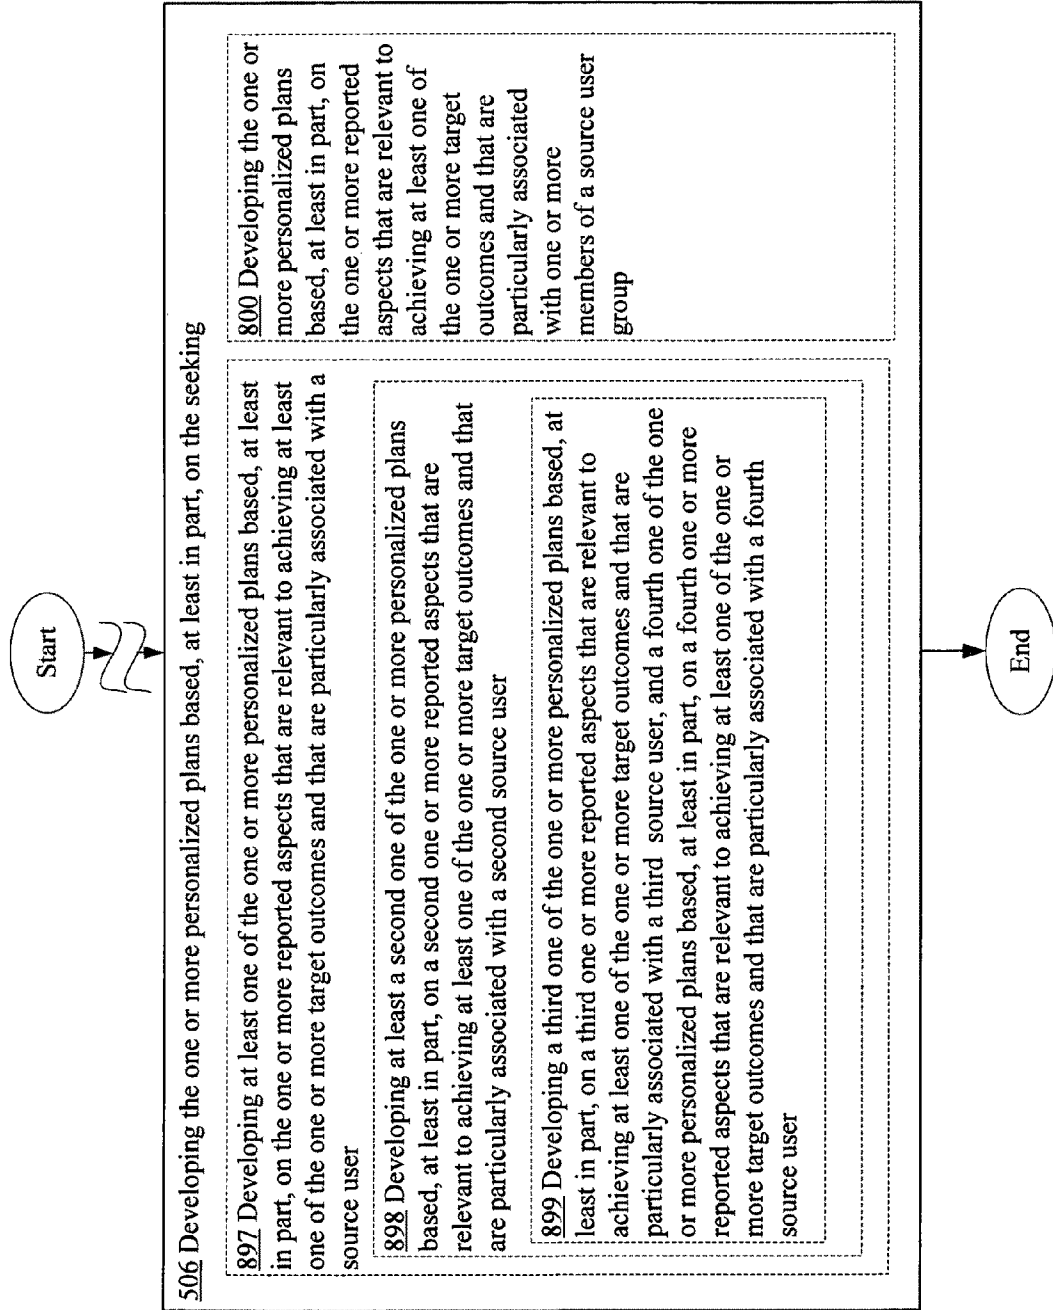 Start
506 Developing the one or more personalized plans based, at least in part, on the seeking
897 Developing at least one of the one or more personalized plans based, at least
in part, on the one or more reported aspects that are relevant to achieving at least
one of the one or more target outcomes and that are particularly associated with a
source user
898 Developing at least a second one of the one or more personalized plans
based, at least in part, on a second one or more reported aspects that are
relevant to achieving at least one of the one or more target outcomes and that
are particularly associated with a second source user
899 Developing a third one of the one or more personalized plans based, at
least in part, on a third one or more reported aspects that are relevant to
achieving at least one of the one or more target outcomes and that are
particularly associated with a third source user, and a fourth one of the one
or more personalized plans based, at least in part, on a fourth one or more
reported aspects that are relevant to achieving at least one of the one or
more target outcomes and that are particularly associated with a fourth
source user
800 Developing the one or
more personalized plans
based, at least in part, on
the one or more reported
aspects that are relevant to
achieving at least one of
the one or more target
outcomes and that are
particularly associated
with one or more
members of a source user
group
End